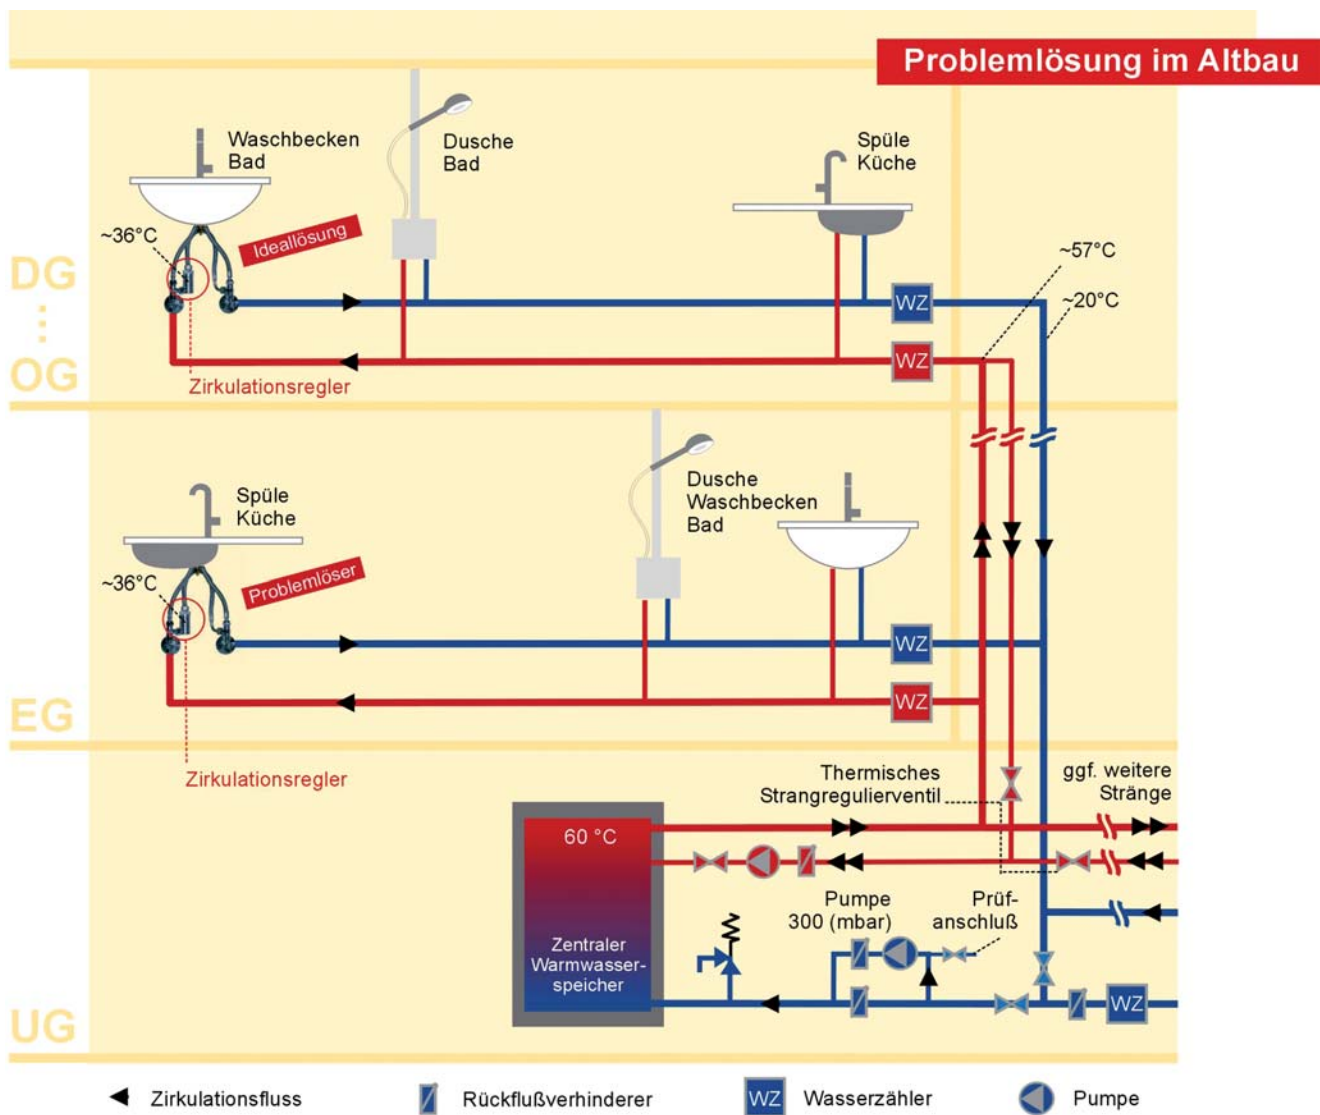 Problemlösung im Altbau
Waschbecken
Bad
Dusche
Bad
Spüle
Küche
~36°C
Ideallösung
~57°C
~20°C
DG
OG
WZ
WZ
Zirkulationsregler
Spüle
Küche
Dusche
Waschbecken
Bad
~36°C
Problemlöser
WZ
WZ
EG
Zirkulationsregler
Thermisches
Strangregulierventil
ggf. weitere
Stränge
60 °C
Zentraler
Warmwasser-
speicher
Pumpe
300 (mbar)
Prüf-
anschluß
WZ
UG
Zirkulationsfluss
Rückflußverhinderer
WZ
Wasserzähler
Pumpe